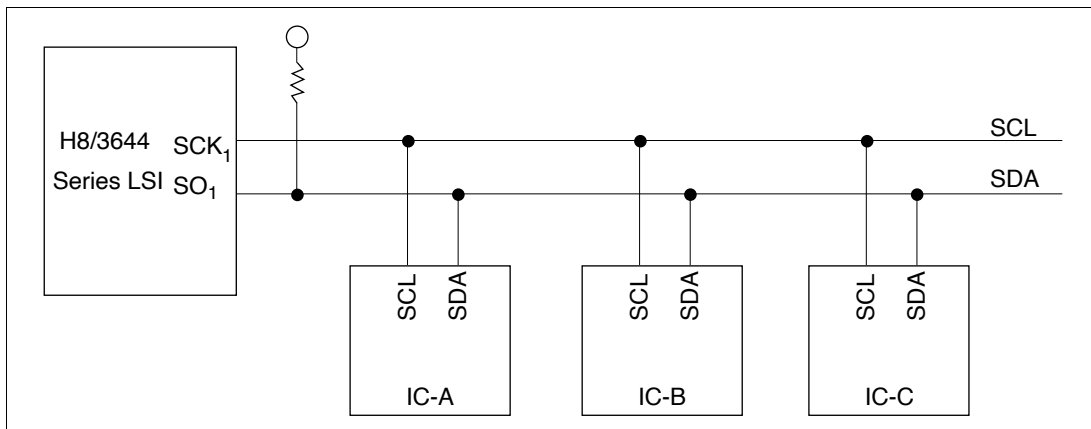 H8/3644 SCK₁
Series LSI SO₁
SCL
SDA
SCL SDA
IC-A
SCL SDA
IC-B
SCL SDA
IC-C